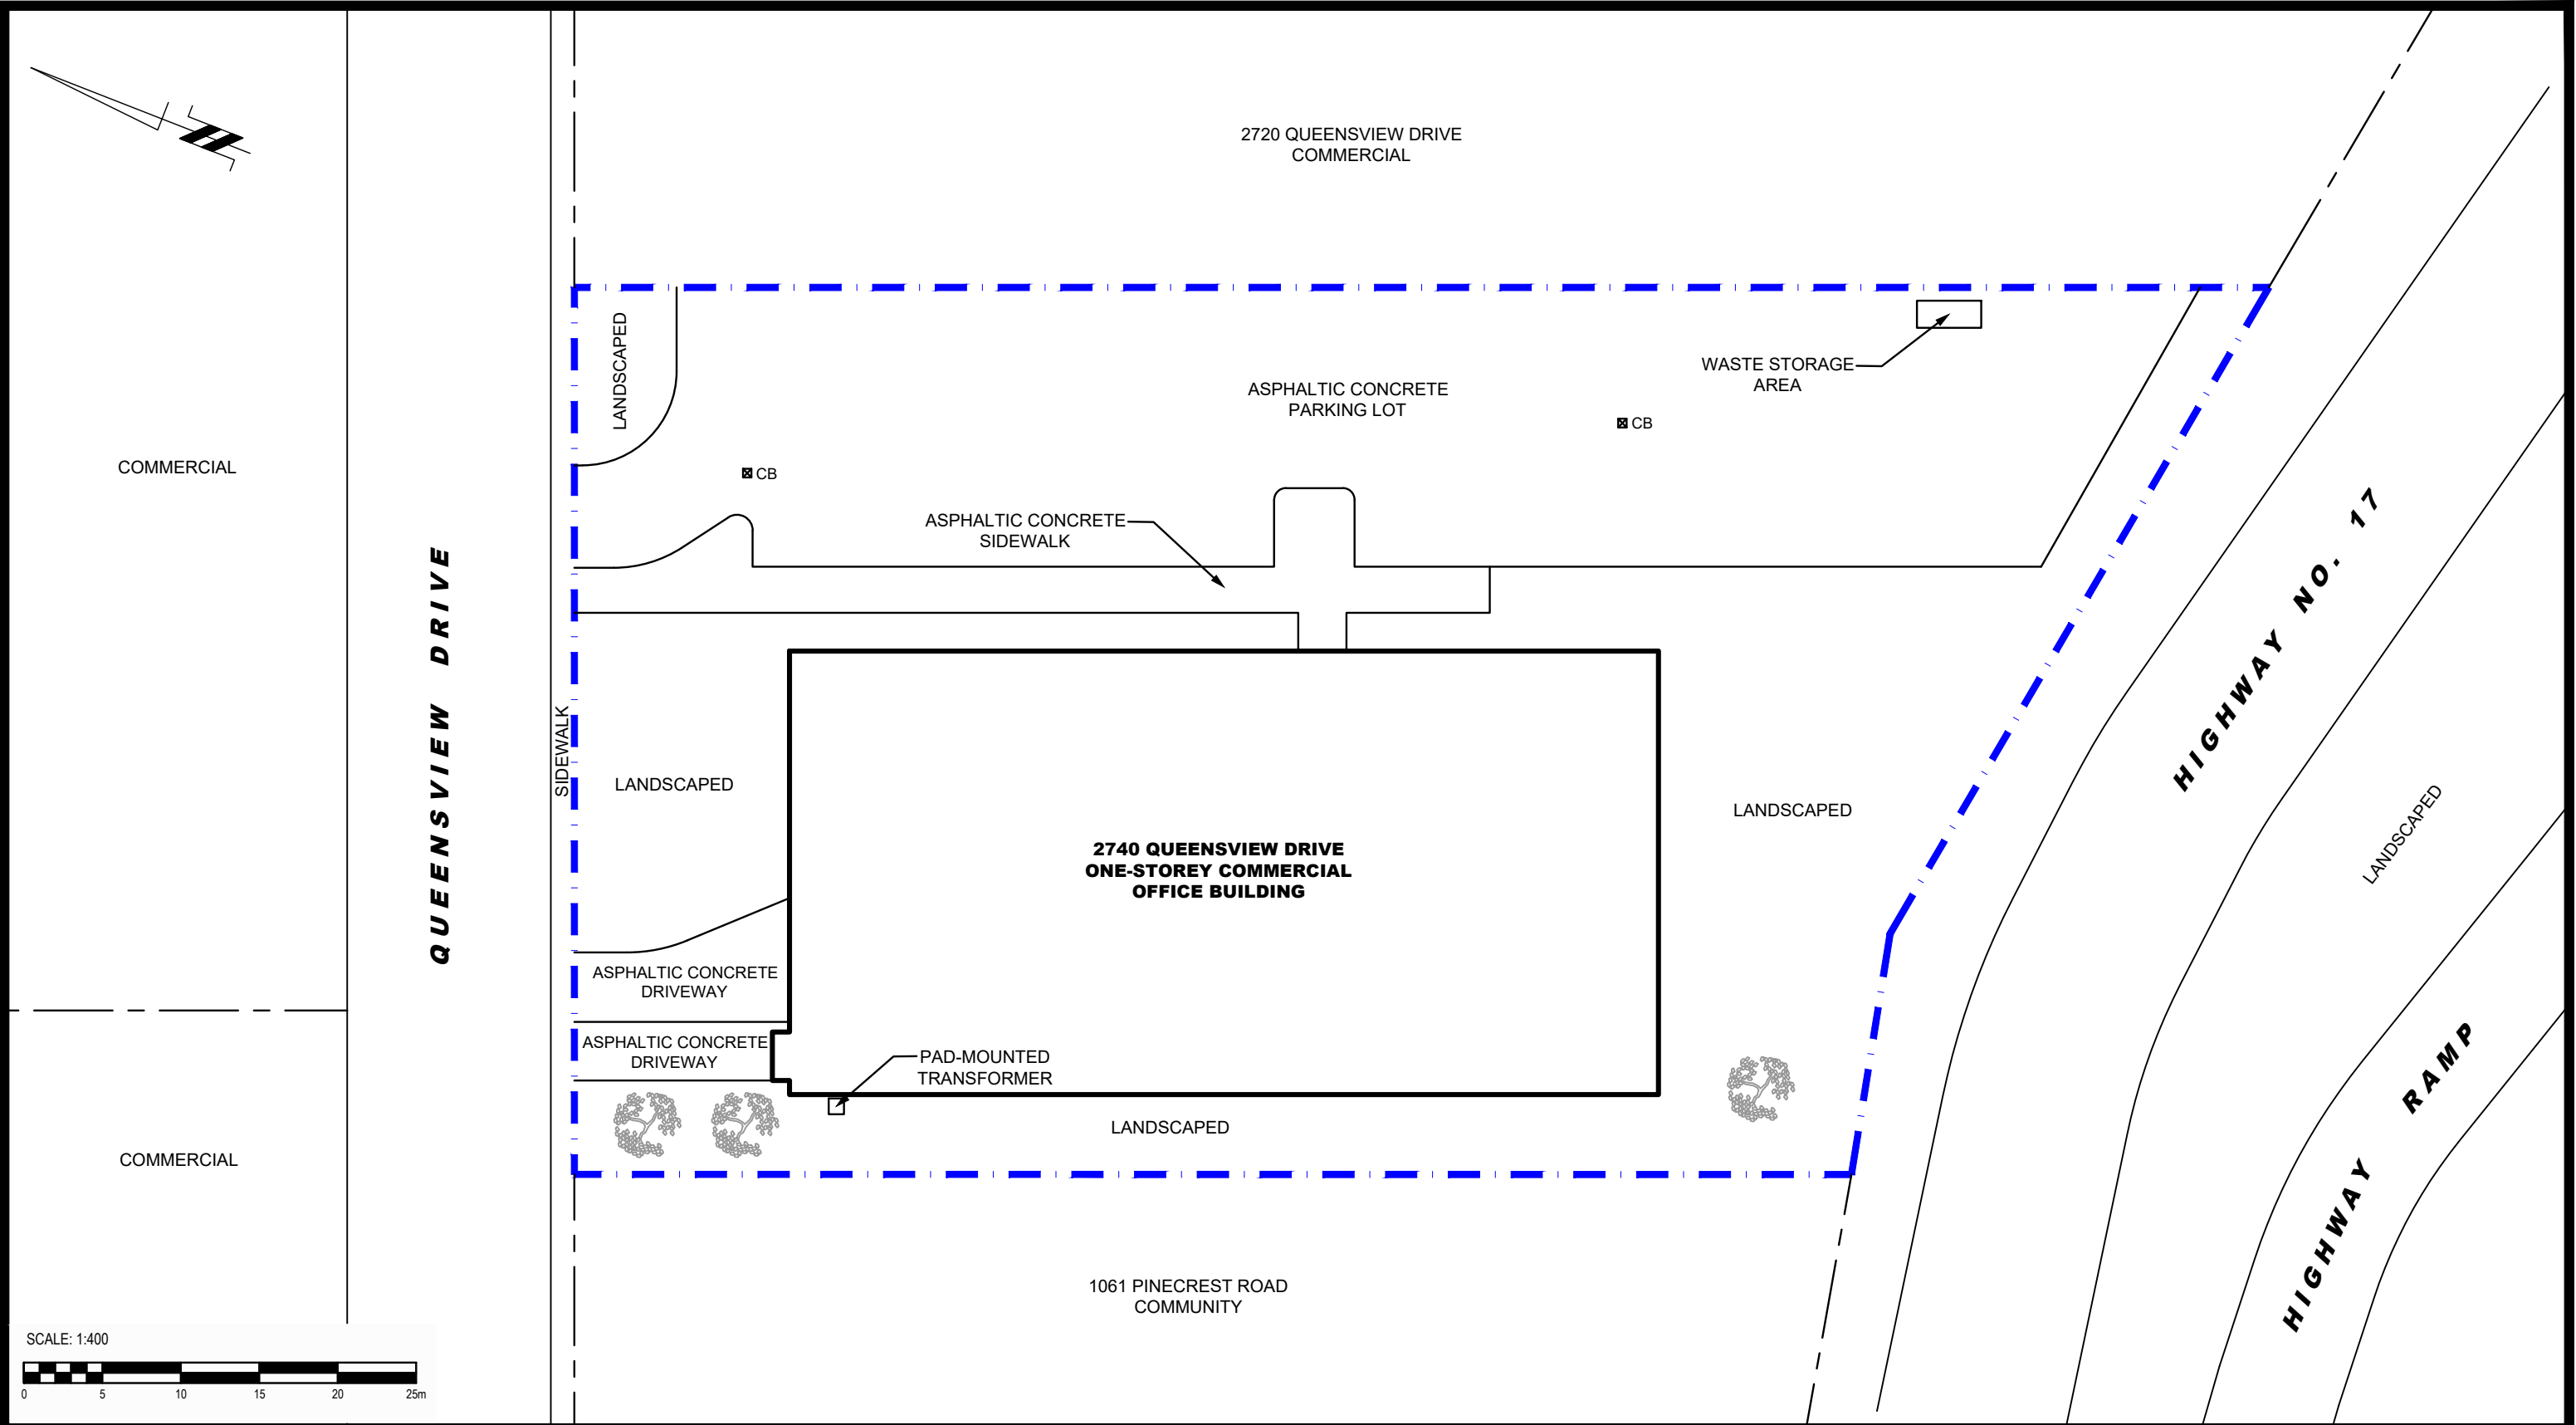 2720 QUEENSVIEW DRIVE
COMMERCIAL
LANDSCAPED
WASTE STORAGE
AREA
ASPHALTIC CONCRETE
PARKING LOT
CB
CB
COMMERCIAL
ASPHALTIC CONCRETE
SIDEWALK
HIGHWAY NO. 17
QUEENSVIEW DRIVE
SIDEWALK
LANDSCAPED
LANDSCAPED
LANDSCAPED
2740 QUEENSVIEW DRIVE
ONE-STOREY COMMERCIAL
OFFICE BUILDING
ASPHALTIC CONCRETE
DRIVEWAY
ASPHALTIC CONCRETE
DRIVEWAY
PAD-MOUNTED
TRANSFORMER
LANDSCAPED
HIGHWAY RAMP
COMMERCIAL
1061 PINECREST ROAD
COMMUNITY
SCALE: 1:400
0 5 10 15 20 25m